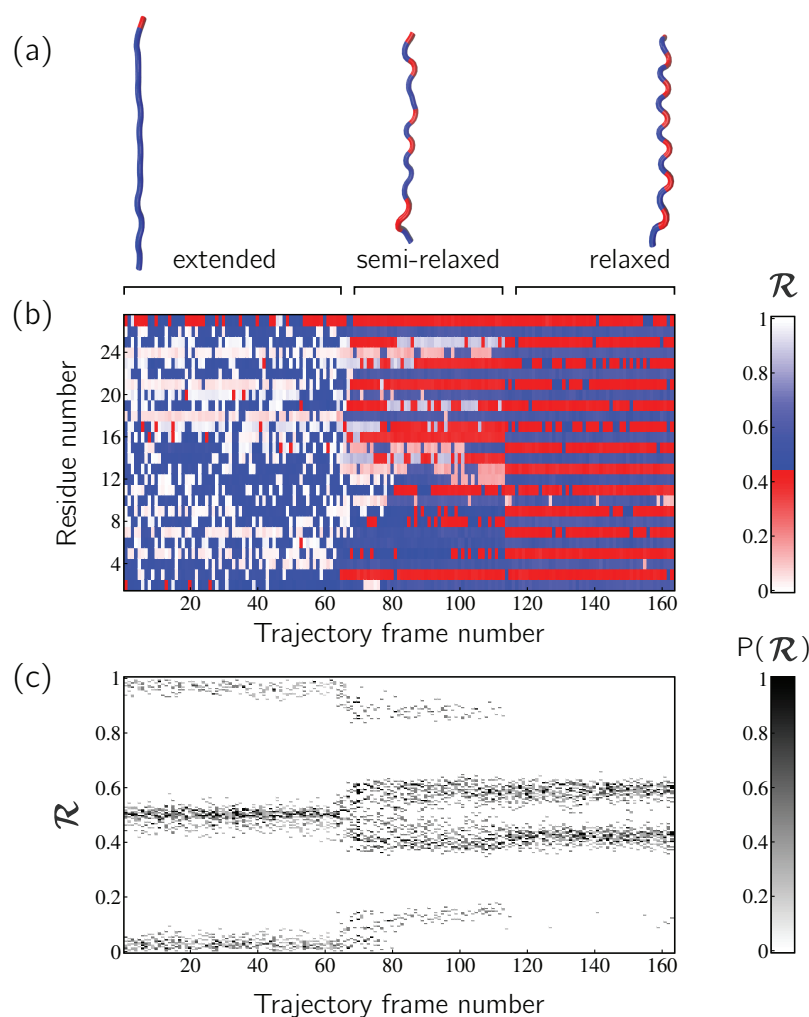 (a)
extended semi-relaxed relaxed
(b)
R
Residue number
24
20
16
12
8
4
20 40 60 80 100 120 140 160
Trajectory frame number
1
0.8
0.6
0.4
0.2
0
(c)
P(R)
R
1
0.8
0.6
0.4
0.2
0
20 40 60 80 100 120 140 160
Trajectory frame number
1
0.8
0.6
0.4
0.2
0